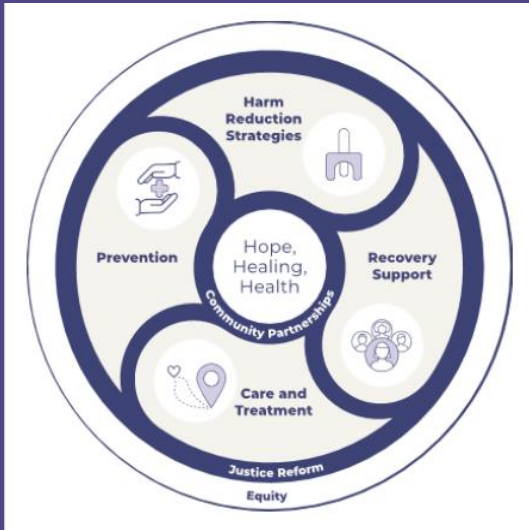 Harm
Reduction
Strategies
Prevention
Hope,
Healing,
Health
Recovery
Support
Community Partnerships
Care and
Treatment
Justice Reform
Equity